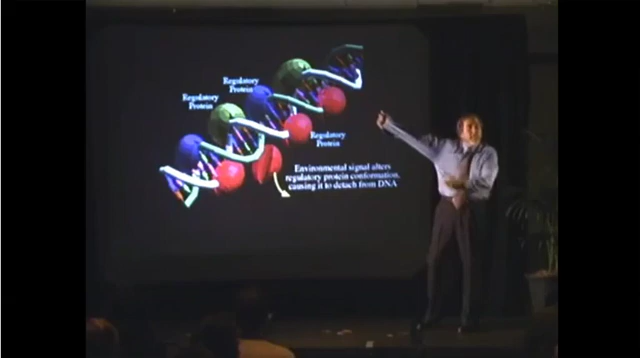 Regulatory
Protein
Regulatory
Protein
Regulatory
Protein
Environmental signal alters
regulatory protein conformation,
causing it to detach from DNA